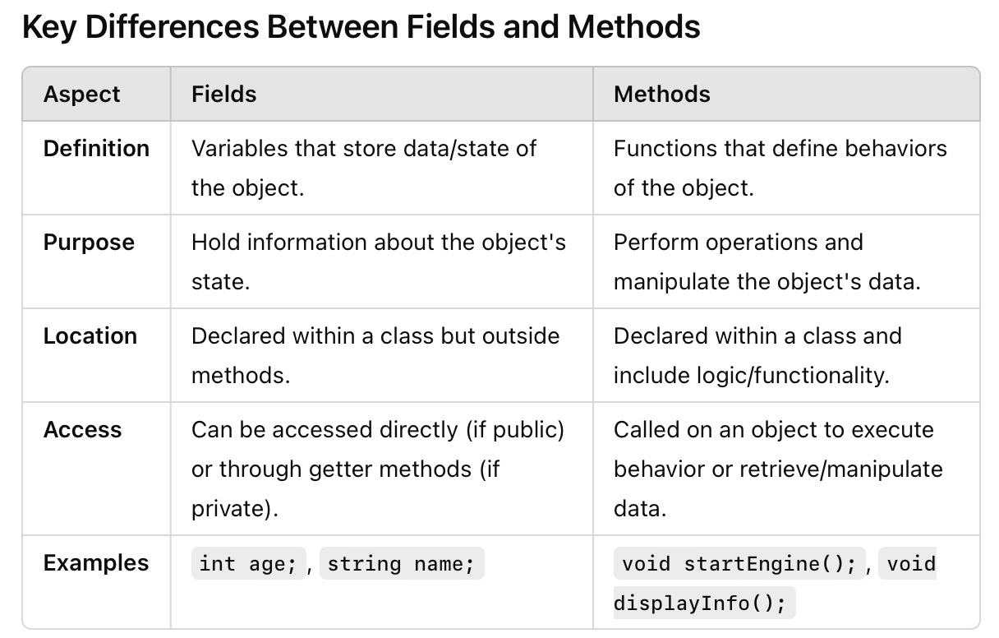 Key Differences Between Fields and Methods
Aspect Fields Methods
Definition Variables that store data/state of the object. Functions that define behaviors of the object.
Purpose Hold information about the object's state. Perform operations and manipulate the object's data.
Location Declared within a class but outside methods. Declared within a class and include logic/functionality.
Access Can be accessed directly (if public) or through getter methods (if private). Called on an object to execute behavior or retrieve/manipulate data.
Examples int age; , string name; void startEngine(); , void displayInfo();